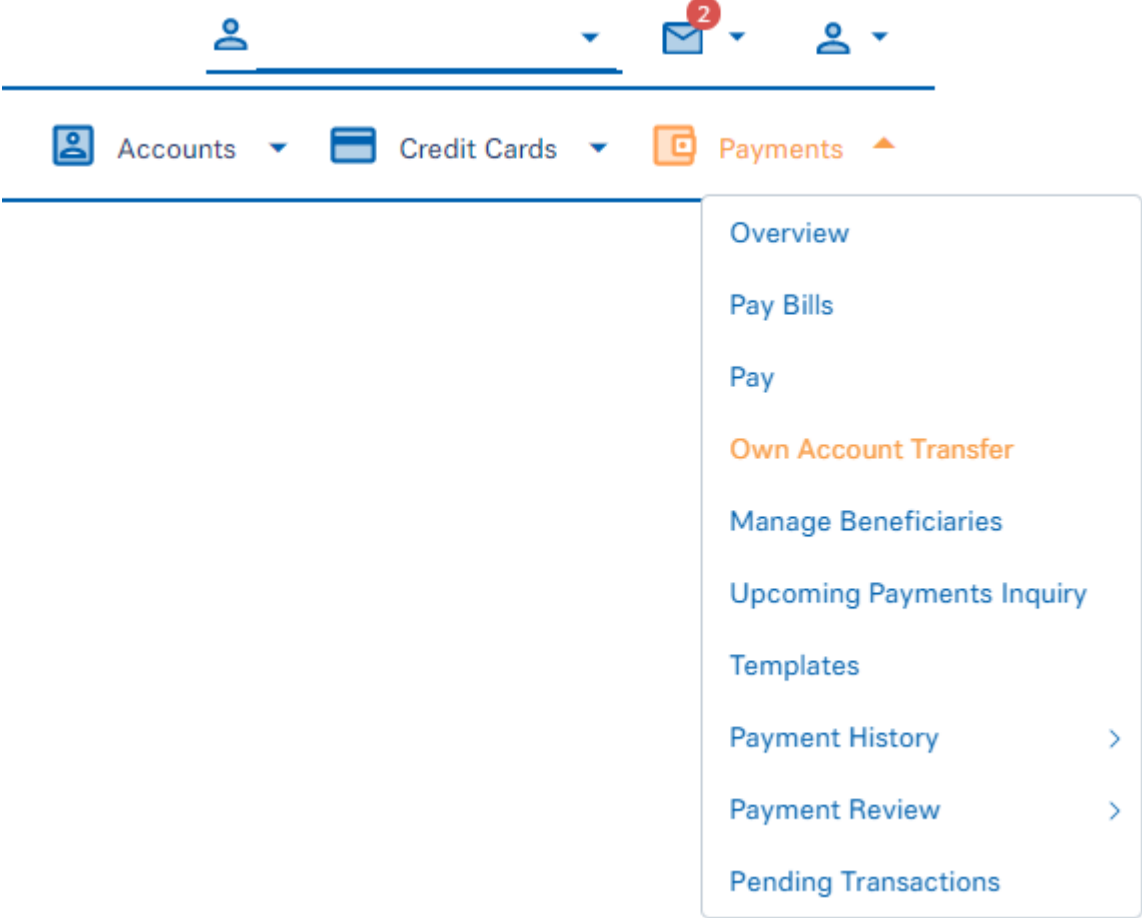 2
Accounts Credit Cards Payments
Overview
Pay Bills
Pay
Own Account Transfer
Manage Beneficiaries
Upcoming Payments Inquiry
Templates
Payment History
Payment Review
Pending Transactions